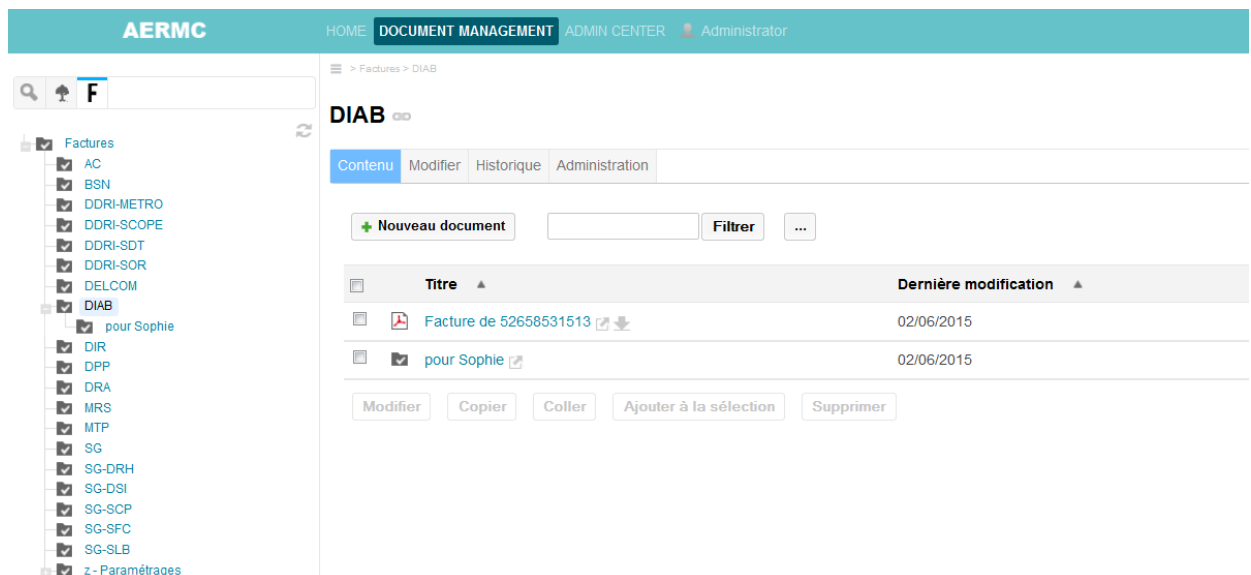 AERMC
HOME DOCUMENT MANAGEMENT ADMIN CENTER Administrator
> Factures > DIAB
F
DIAB
Contenu Modifier Historique Administration
+ Nouveau document Filtrer ...
Titre Dernière modification
Facture de 52658531513 02/06/2015
pour Sophie 02/06/2015
Modifier Copier Coller Ajouter à la sélection Supprimer
Factures
AC
BSN
DDRI-METRO
DDRI-SCOPE
DDRI-SDT
DDRI-SOR
DELCOM
DIAB
pour Sophie
DIR
DPP
DRA
MRS
MTP
SG
SG-DRH
SG-DSI
SG-SCP
SG-SFC
SG-SLB
z - Paramétrages